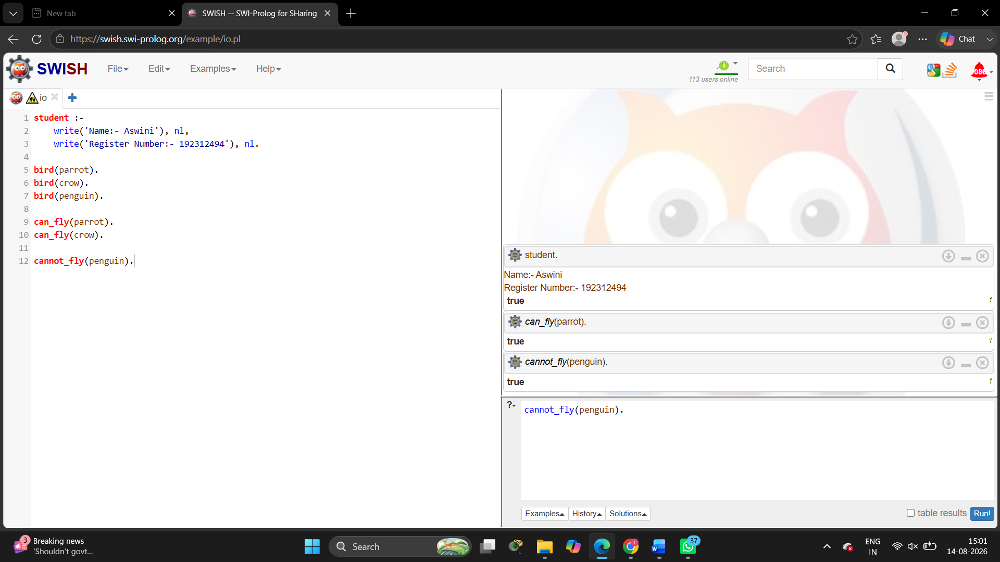 New tab
SWISH -- SWI-Prolog for SHaring
https://swish.swi-prolog.org/example/io.pl
Chat
SWISH
File
Edit
Examples
Help
113 users online
Search
086
io
1 student :-
2 write('Name:- Aswini'), nl,
3 write('Register Number:- 192312494'), nl.
4
5 bird(parrot).
6 bird(crow).
7 bird(penguin).
8
9 can_fly(parrot).
10 can_fly(crow).
11
12 cannot_fly(penguin).
student.
Name:- Aswini
Register Number:- 192312494
true
1
can_fly(parrot).
true
1
cannot_fly(penguin).
true
1
?- cannot_fly(penguin).
Examples
History
Solutions
table results
Run!
3
Breaking news
'Shouldn't govt...
Search
37
ENG
IN
15:01
14-08-2026